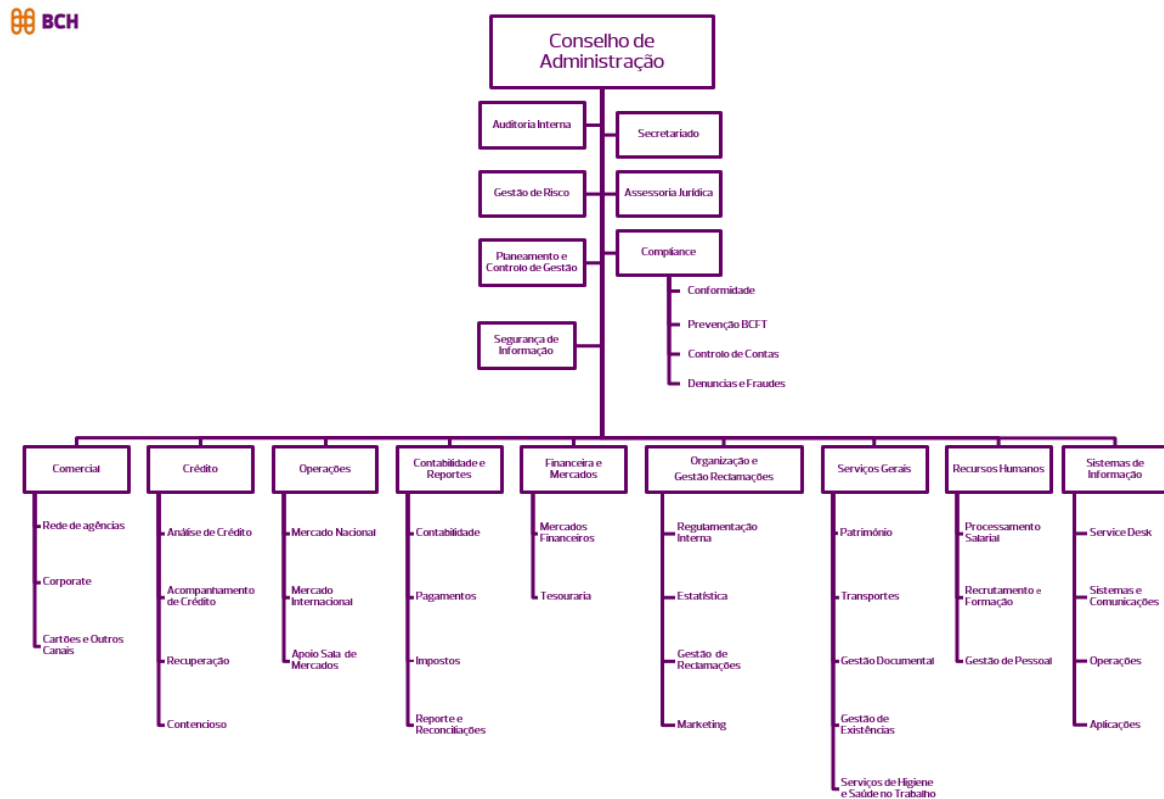 BCH
Conselho de
Administração
Auditoria Interna
Secretariado
Gestão de Risco
Assessoria Jurídica
Planeamento e
Controlo de Gestão
Compliance
Conformidade
Prevenção BCFT
Controlo de Contas
Denuncias e Fraudes
Segurança de
Informação
Comercial
Rede de agências
Corporate
Cartões e Outros
Canais
Crédito
Análise de Crédito
Acompanhamento
de Crédito
Recuperação
Contencioso
Operações
Mercado Nacional
Mercado
Internacional
Apoio Sala de
Mercados
Contabilidade e
Reportes
Contabilidade
Pagamentos
Impostos
Reporte e
Reconciliações
Financeira e
Mercados
Mercados
Financeiros
Tesouraria
Organização e
Gestão Reclamações
Regulamentação
Interna
Estatística
Gestão de
Reclamações
Marketing
Serviços Gerais
Património
Transportes
Gestão Documental
Gestão de
Existências
Serviços de Higiene
e Saúde no Trabalho
Recursos Humanos
Processamento
Salarial
Recrutamento e
Formação
Gestão de Pessoal
Sistemas de
Informação
Service Desk
Sistemas e
Comunicações
Operações
Aplicações